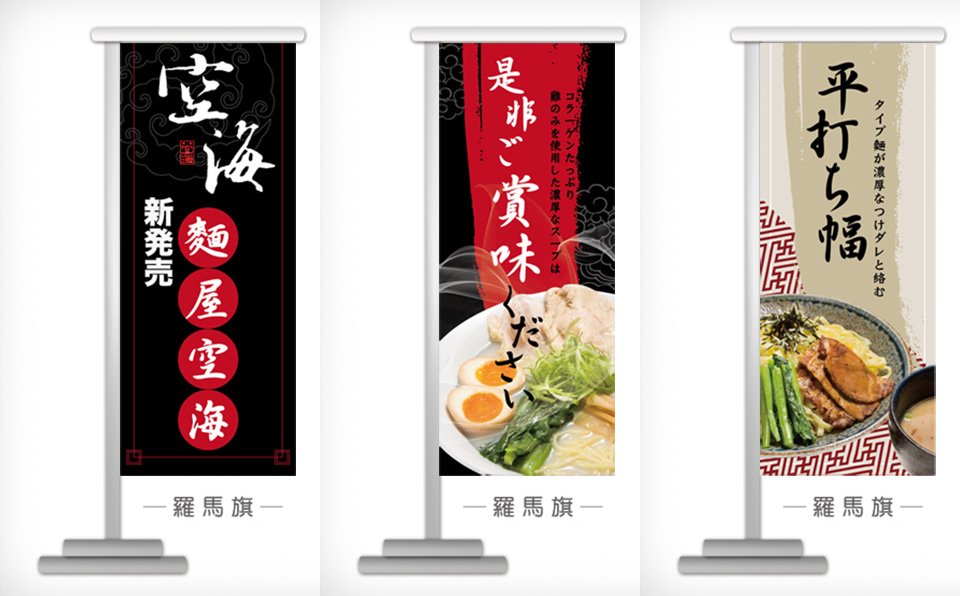 空海
新発売
麵屋空海
羅馬旗
是非ご賞味ください
コラーゲンたっぷり
雞のみを使用した濃厚なスープは
羅馬旗
平打ち幅
タイプ麵が濃厚なつけダレと絡む
羅馬旗